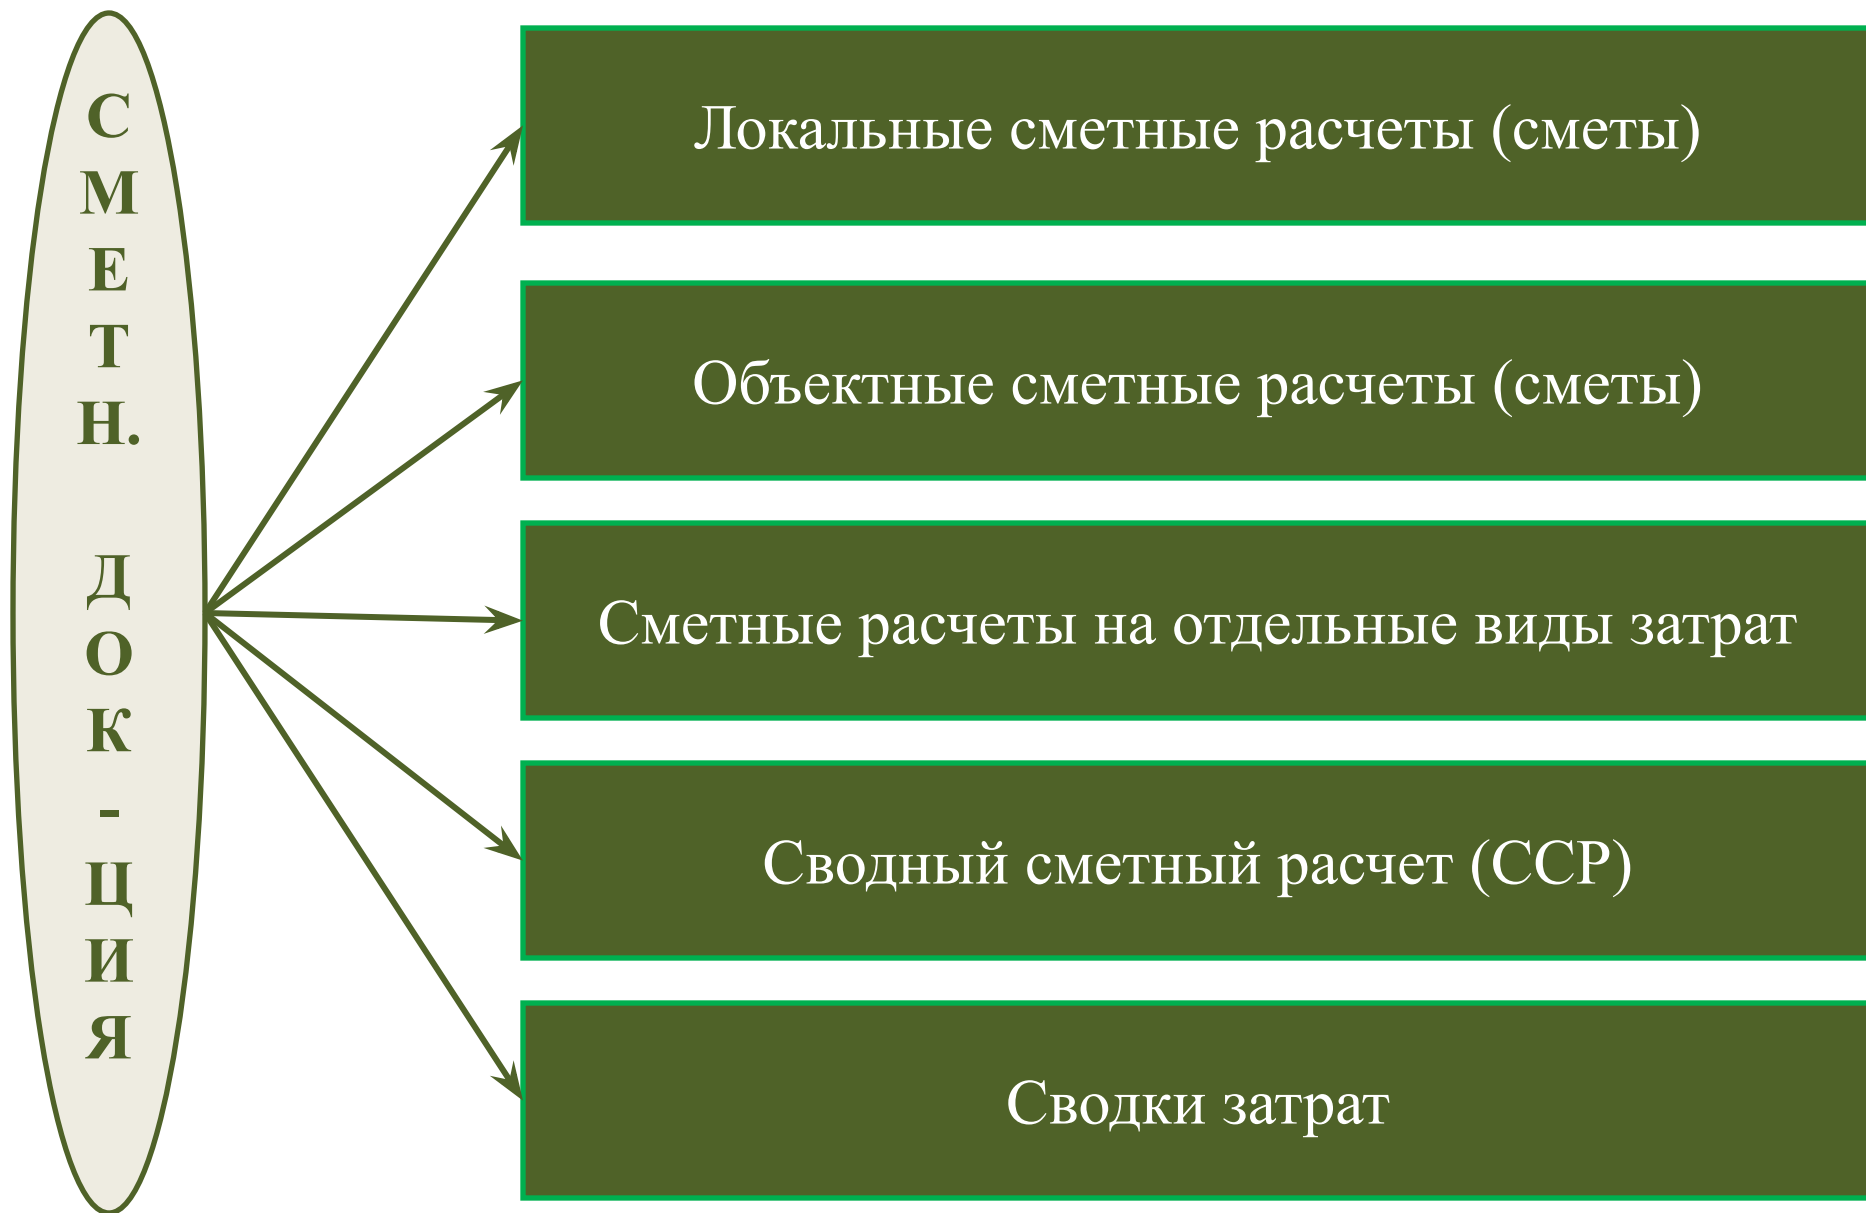 С
М
Е
Т
Н.
Д
О
К
-
Ц
И
Я
Локальные сметные расчеты (сметы)
Объектные сметные расчеты (сметы)
Сметные расчеты на отдельные виды затрат
Сводный сметный расчет (ССР)
Сводки затрат